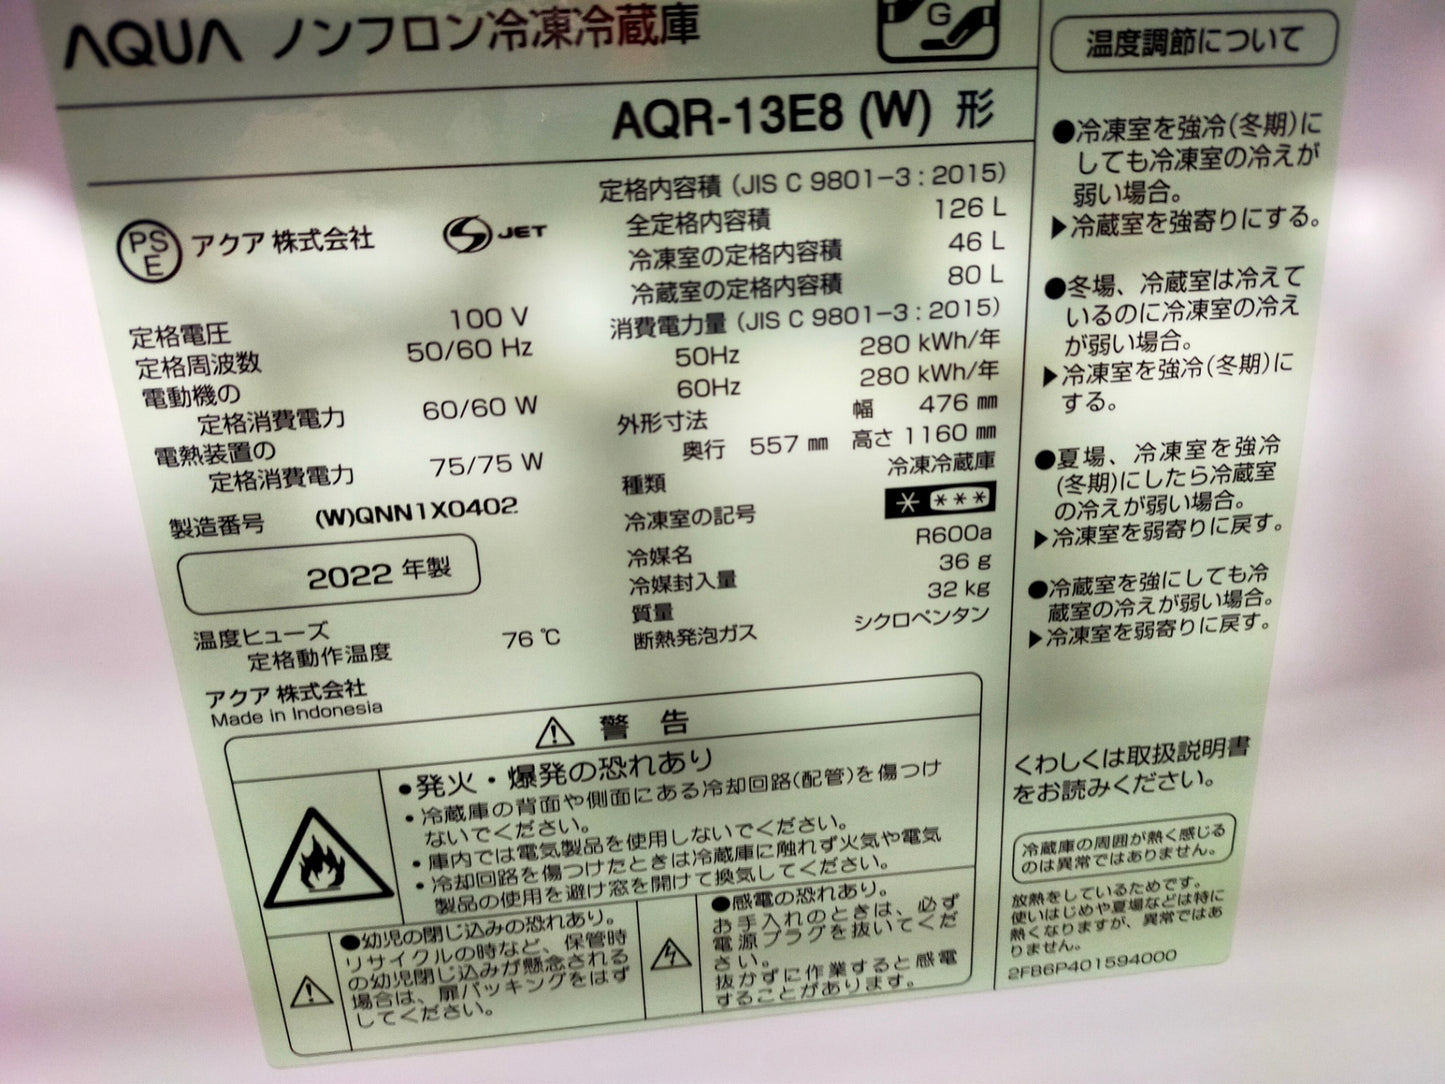 AQUA ノンフロン冷凍冷蔵庫
G
AQR-13E8 (W) 形
PS
E
アクア 株式会社
JET
定格電圧 100 V
定格周波数 50/60 Hz
電動機の
定格消費電力 60/60 W
電熱装置の
定格消費電力 75/75 W
製造番号 (W)QNN1X0402
2022 年製
温度ヒューズ
定格動作温度 76 ℃
アクア 株式会社
Made in Indonesia
定格内容積 (JIS C 9801-3 : 2015)
全定格内容積 126 L
冷凍室の定格内容積 46 L
冷蔵室の定格内容積 80 L
消費電力量 (JIS C 9801-3 : 2015)
50Hz 280 kWh/年
60Hz 280 kWh/年
外形寸法 幅 476 ㎜
奥行 557 ㎜ 高さ 1160 ㎜
種類 冷凍冷蔵庫
冷凍室の記号 * ***
冷媒名 R600a
冷媒封入量 36 g
質量 32 kg
断熱発泡ガス シクロペンタン
⚠ 警 告
●発火・爆発の恐れあり
・冷蔵庫の背面や側面にある冷却回路(配管)を傷つけ
ないでください。
・庫内では電気製品を使用しないでください。
・冷却回路を傷つけたときは冷蔵庫に触れず火気や電気
製品の使用を避け窓を開けて換気してください。
●幼児の閉じ込みの恐れあり。
リサイクルの時など、保管時
の幼児閉じ込みが懸念される
場合は、扉パッキングをはず
してください。
●感電の恐れあり。
お手入れのときは、必ず
電源プラグを抜いてくだ
さい。
抜かずに作業すると感電
することがあります。
温度調節について
●冷凍室を強冷(冬期)に
しても冷凍室の冷えが
弱い場合。
▶冷蔵室を強寄りにする。
●冬場、冷蔵室は冷えて
いるのに冷凍室の冷え
が弱い場合。
▶冷凍室を強冷(冬期)に
する。
●夏場、冷凍室を強冷
(冬期)にしたら冷蔵室
の冷えが弱い場合。
▶冷凍室を弱寄りに戻す。
●冷蔵室を強にしても冷
蔵室の冷えが弱い場合。
▶冷凍室を弱寄りに戻す。
くわしくは取扱説明書
をお読みください。
冷蔵庫の周囲が熱く感じる
のは異常ではありません。
放熱をしているためです。
使いはじめや夏場などは特に
熱くなりますが、異常ではあ
りません。
2FB6P401594000